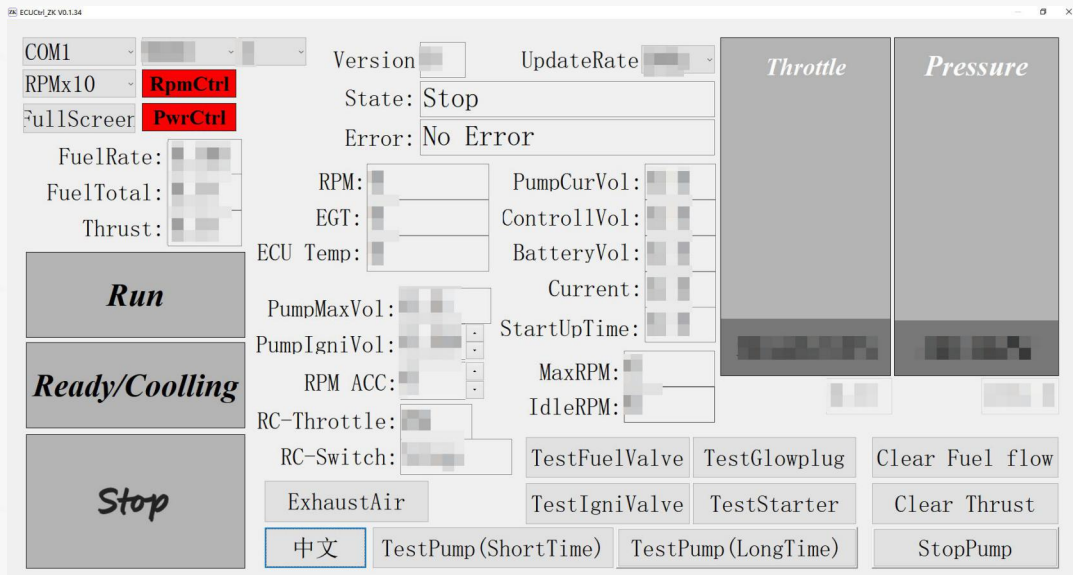 ZK ECUCtrl_ZK V0.1.34
COM1
RPMx10 RpmCtrl
FullScreen PwrCtrl
FuelRate:
FuelTotal:
Thrust:
Run
Ready/Coolling
Stop
Version UpdateRate
State: Stop
Error: No Error
RPM: PumpCurVol:
EGT: ControllVol:
ECU Temp: BatteryVol:
Current:
PumpMaxVol: StartUpTime:
PumpIgniVol:
RPM ACC: MaxRPM:
RC-Throttle: IdleRPM:
RC-Switch:
Throttle Pressure
TestFuelValve TestGlowplug Clear Fuel flow
ExhaustAir TestIgniValve TestStarter Clear Thrust
中文 TestPump(ShortTime) TestPump(LongTime) StopPump